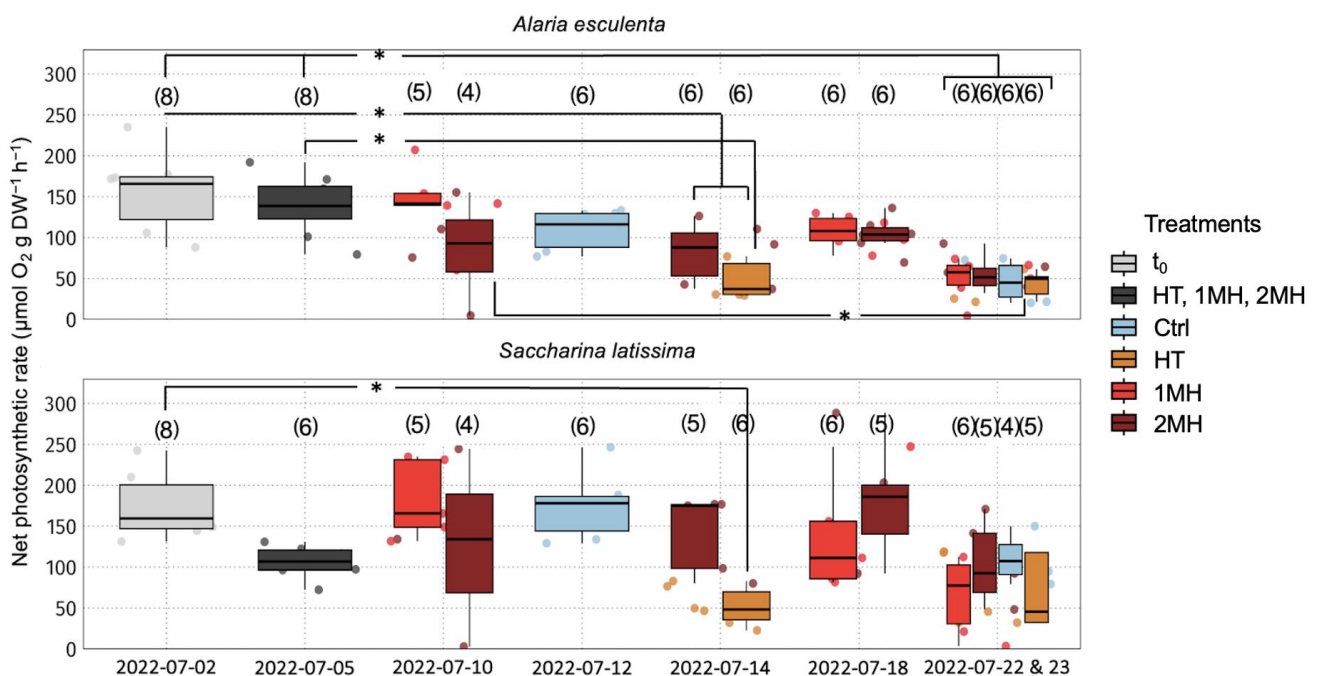 Alaria esculenta
Net photosynthetic rate (µmol O₂ g DW⁻¹ h⁻¹)
300
250
200
150
100
50
0
*
(8) (8) (5) (4) (6) (6) (6) (6) (6) (6)(6)(6)(6)
*
*
*
Saccharina latissima
300
250
200
150
100
50
0
*
(8) (6) (5) (4) (6) (5) (6) (6) (5) (6)(5)(4)(5)
2022-07-02 2022-07-05 2022-07-10 2022-07-12 2022-07-14 2022-07-18 2022-07-22 & 23
Treatments
t₀
HT, 1MH, 2MH
Ctrl
HT
1MH
2MH